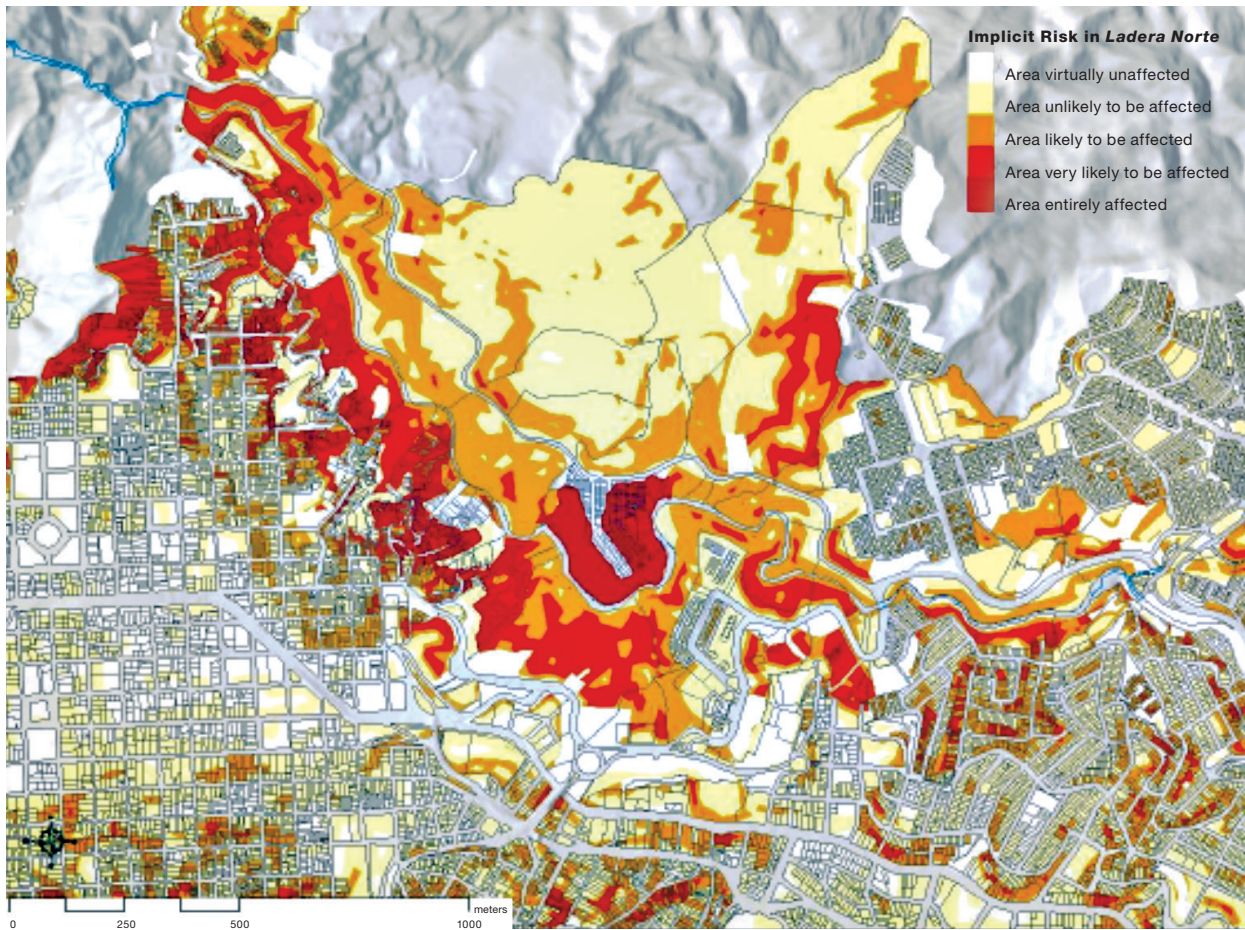 Implicit Risk in Ladera Norte
Area virtually unaffected
Area unlikely to be affected
Area likely to be affected
Area very likely to be affected
Area entirely affected
meters
0 250 500 1000